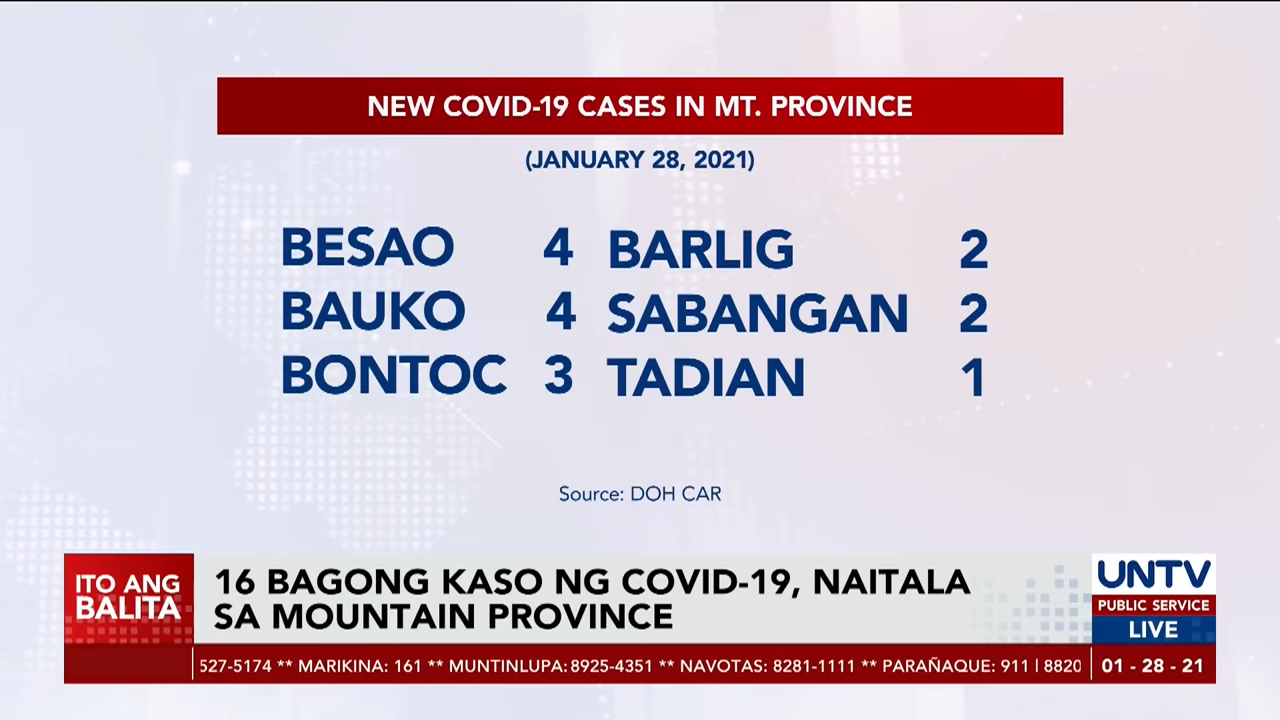 NEW COVID-19 CASES IN MT. PROVINCE
(JANUARY 28, 2021)
BESAO 4 BARLIG 2
BAUKO 4 SABANGAN 2
BONTOC 3 TADIAN 1
Source: DOH CAR
ITO ANG
BALITA
16 BAGONG KASO NG COVID-19, NAITALA
SA MOUNTAIN PROVINCE
UNTV
PUBLIC SERVICE
LIVE
527-5174 ** MARIKINA: 161 ** MUNTINLUPA: 8925-4351 ** NAVOTAS: 8281-1111 ** PARAÑAQUE: 911 | 8820
01 - 28 - 21